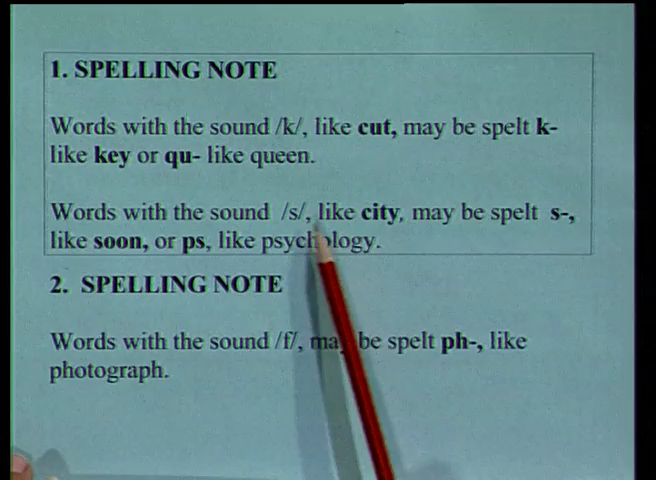 1. SPELLING NOTE
Words with the sound /k/, like cut, may be spelt k-
like key or qu- like queen.
Words with the sound /s/, like city, may be spelt s-,
like soon, or ps, like psychology.
2. SPELLING NOTE
Words with the sound /f/, may be spelt ph-, like
photograph.